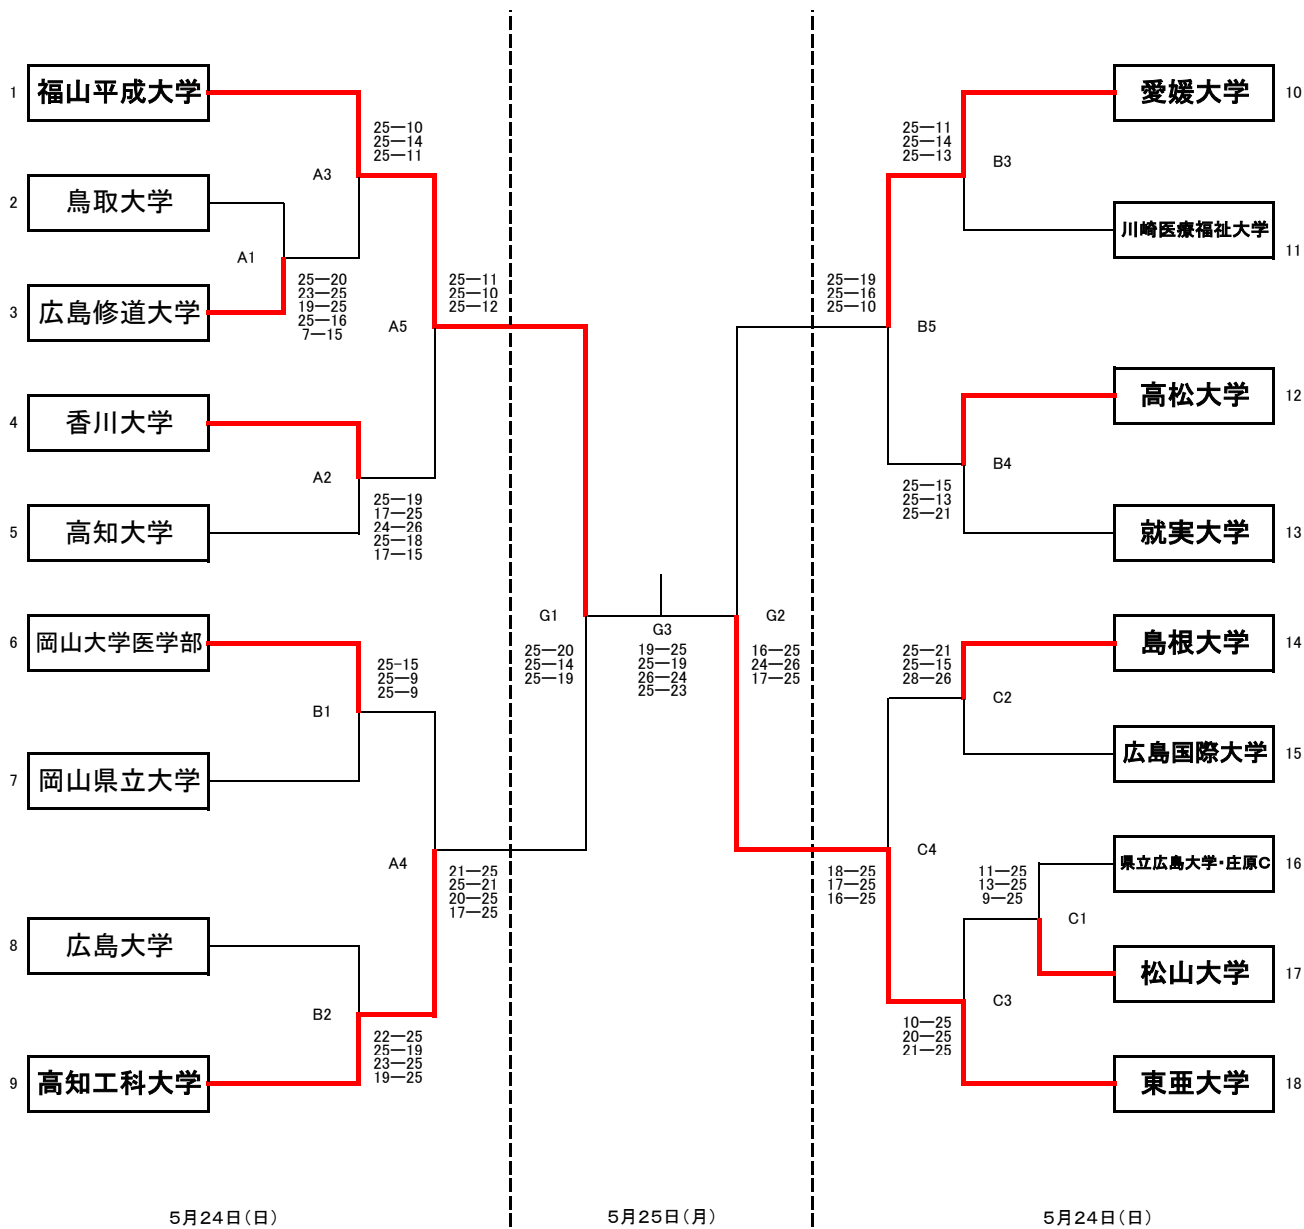 1
福山平成大学
2
鳥取大学
3
広島修道大学
4
香川大学
5
高知大学
6
岡山大学医学部
7
岡山県立大学
8
広島大学
9
高知工科大学
A3
25―10
25―14
25―11
A1
25―20
23―25
19―25
25―16
7―15
A5
25―11
25―10
25―12
A2
25―19
17―25
24―26
25―18
17―15
B1
25-15
25―9
25―9
A4
21―25
25―21
20―25
17―25
B2
22―25
25―19
23―25
19―25
G1
25―20
25―14
25―19
G3
19―25
25―19
26―24
25―23
G2
16―25
24―26
17―25
25―11
25―14
25―13
B3
25―19
25―16
25―10
B5
B4
25―15
25―13
25―21
25―21
25―15
28―26
C2
C4
18―25
17―25
16―25
11―25
13―25
9―25
C1
C3
10―25
20―25
21―25
愛媛大学
10
川崎医療福祉大学
11
高松大学
12
就実大学
13
島根大学
14
広島国際大学
15
県立広島大学・庄原C
16
松山大学
17
東亜大学
18
5月24日(日)
5月25日(月)
5月24日(日)